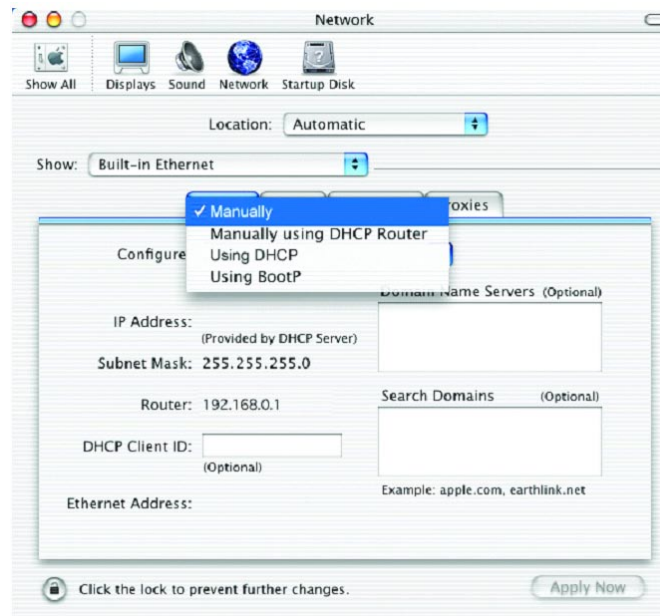 Network
Show All Displays Sound Network Startup Disk
Location: Automatic
Show: Built-in Ethernet
✓ Manually
Manually using DHCP Router
Using DHCP
Using BootP
Configure
Domain Name Servers (Optional)
IP Address:
(Provided by DHCP Server)
Subnet Mask: 255.255.255.0
Router: 192.168.0.1
Search Domains (Optional)
DHCP Client ID:
(Optional)
Example: apple.com, earthlink.net
Ethernet Address:
Click the lock to prevent further changes.
Apply Now